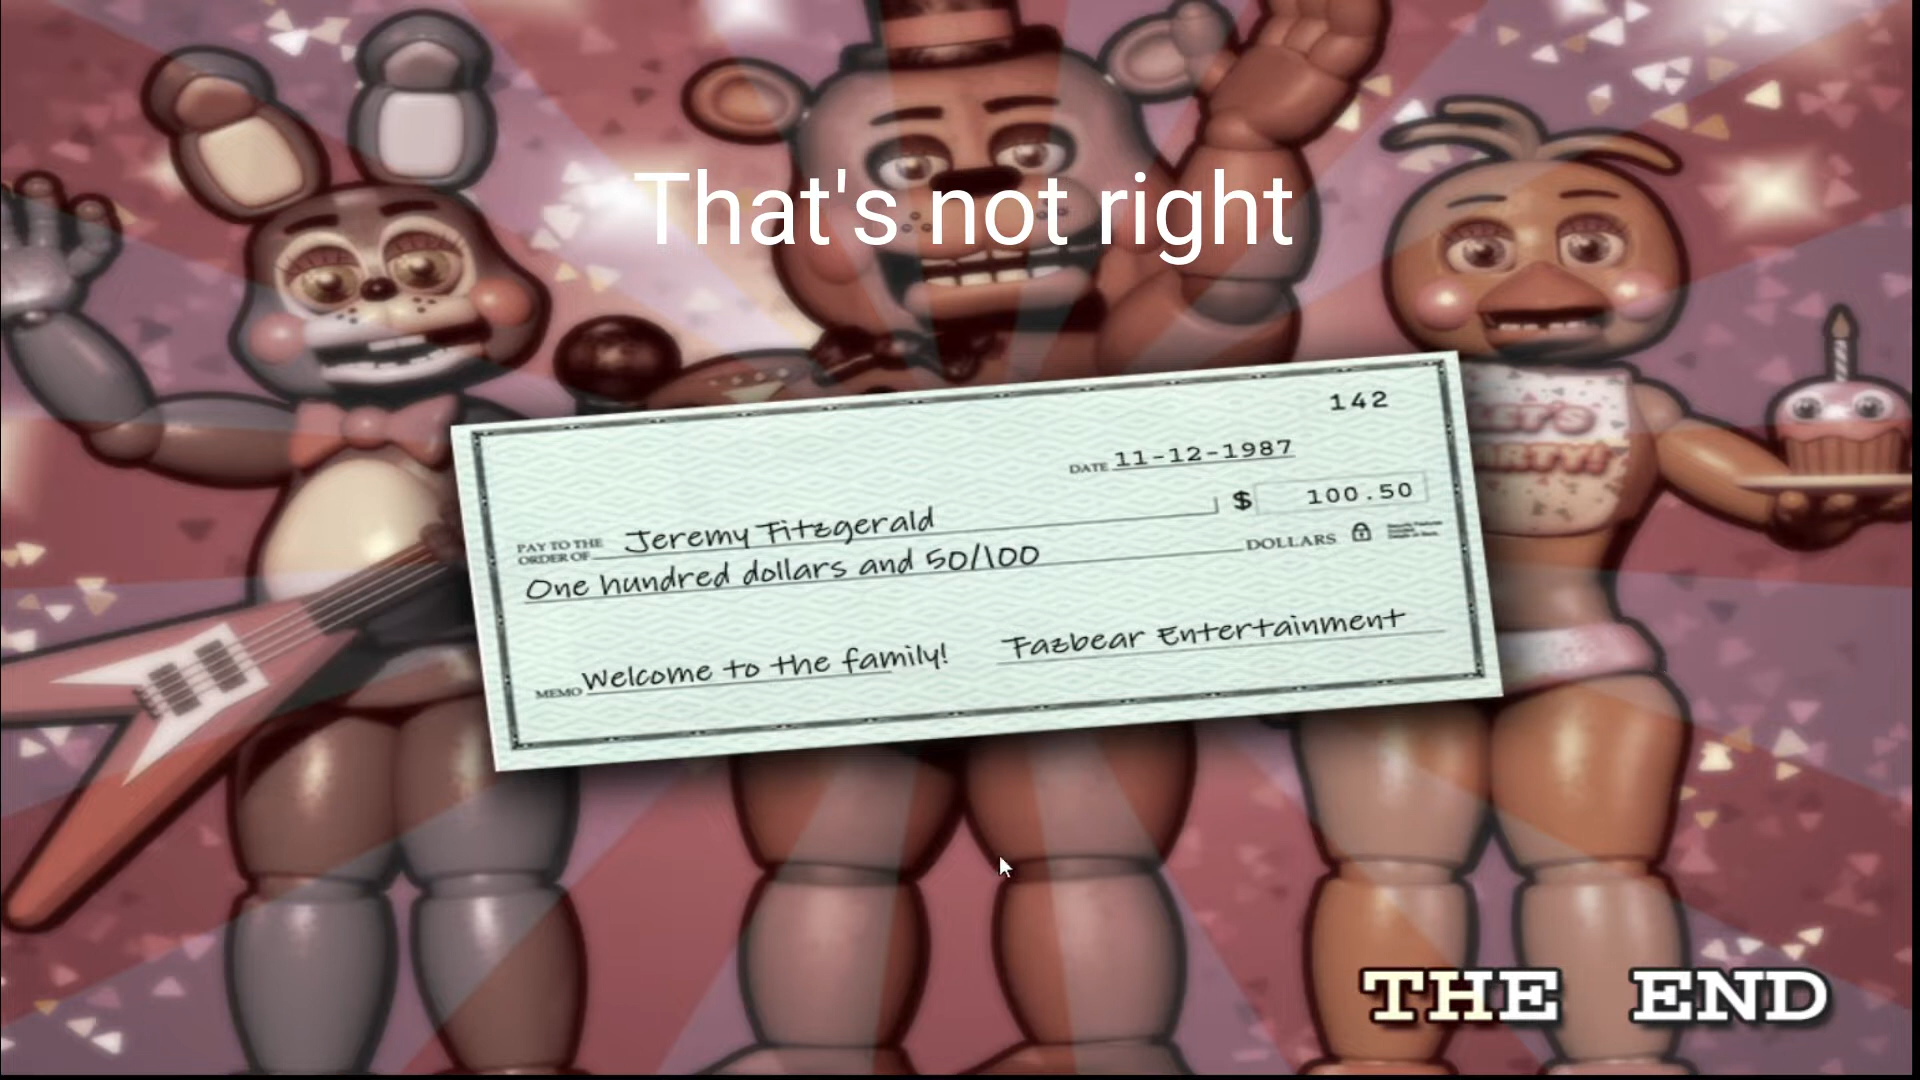 That's not right
142
DATE 11-12-1987
PAY TO THE ORDER OF Jeremy Fitzgerald $ 100.50
One hundred dollars and 50/100 DOLLARS
MEMO Welcome to the family! Fazbear Entertainment
THE END